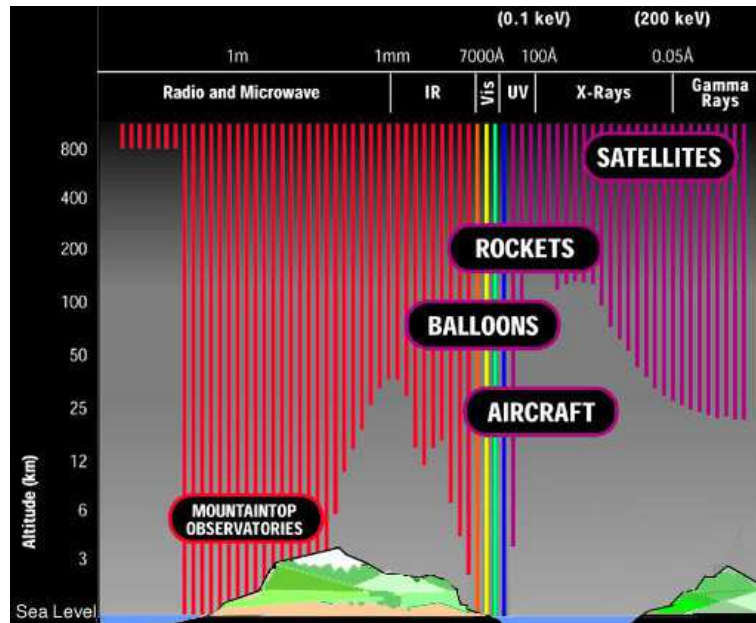 (0.1 keV) (200 keV)
1m 1mm 7000Å 100Å 0.05Å
Radio and Microwave IR Vis UV X-Rays Gamma Rays
800
SATELLITES
400
200
ROCKETS
100
BALLOONS
50
25
AIRCRAFT
12
6
MOUNTAINTOP
OBSERVATORIES
3
Sea Level
Altitude (km)